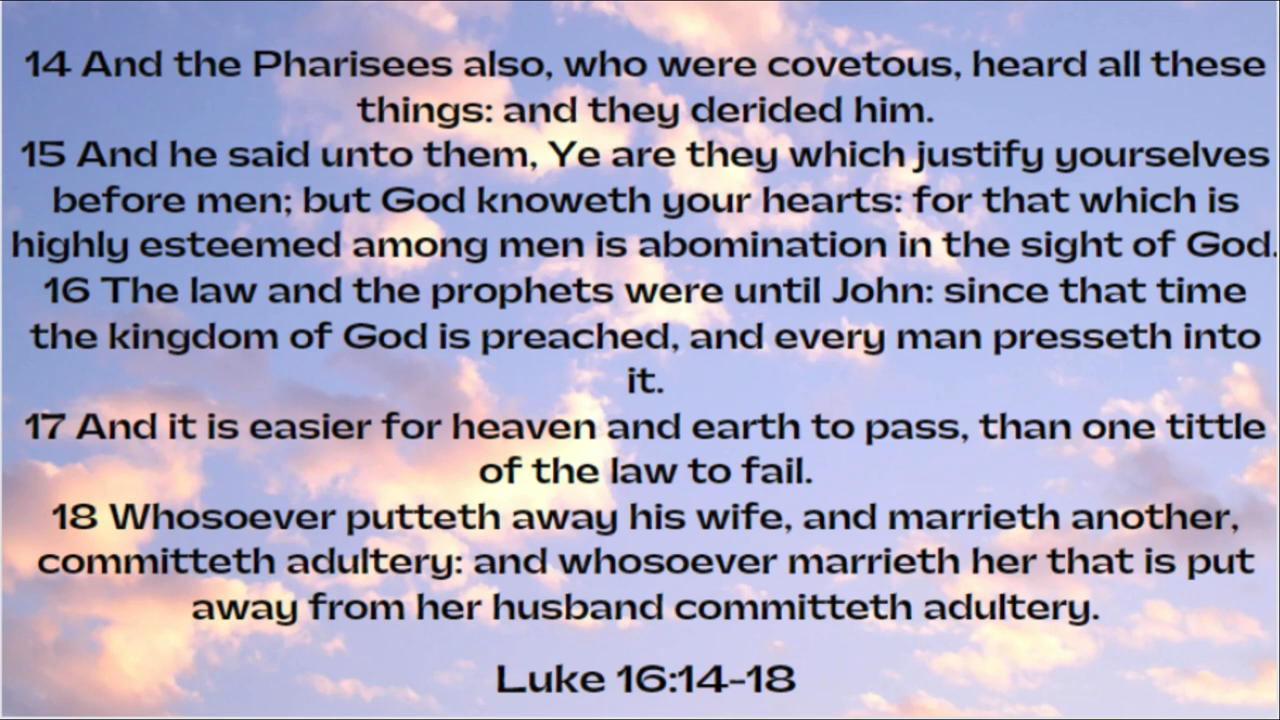 14 And the Pharisees also, who were covetous, heard all these
things: and they derided him.
15 And he said unto them, Ye are they which justify yourselves
before men; but God knoweth your hearts: for that which is
highly esteemed among men is abomination in the sight of God.
16 The law and the prophets were until John: since that time
the kingdom of God is preached, and every man presseth into
it.
17 And it is easier for heaven and earth to pass, than one tittle
of the law to fail.
18 Whosoever putteth away his wife, and marrieth another,
committeth adultery: and whosoever marrieth her that is put
away from her husband committeth adultery.
Luke 16:14-18